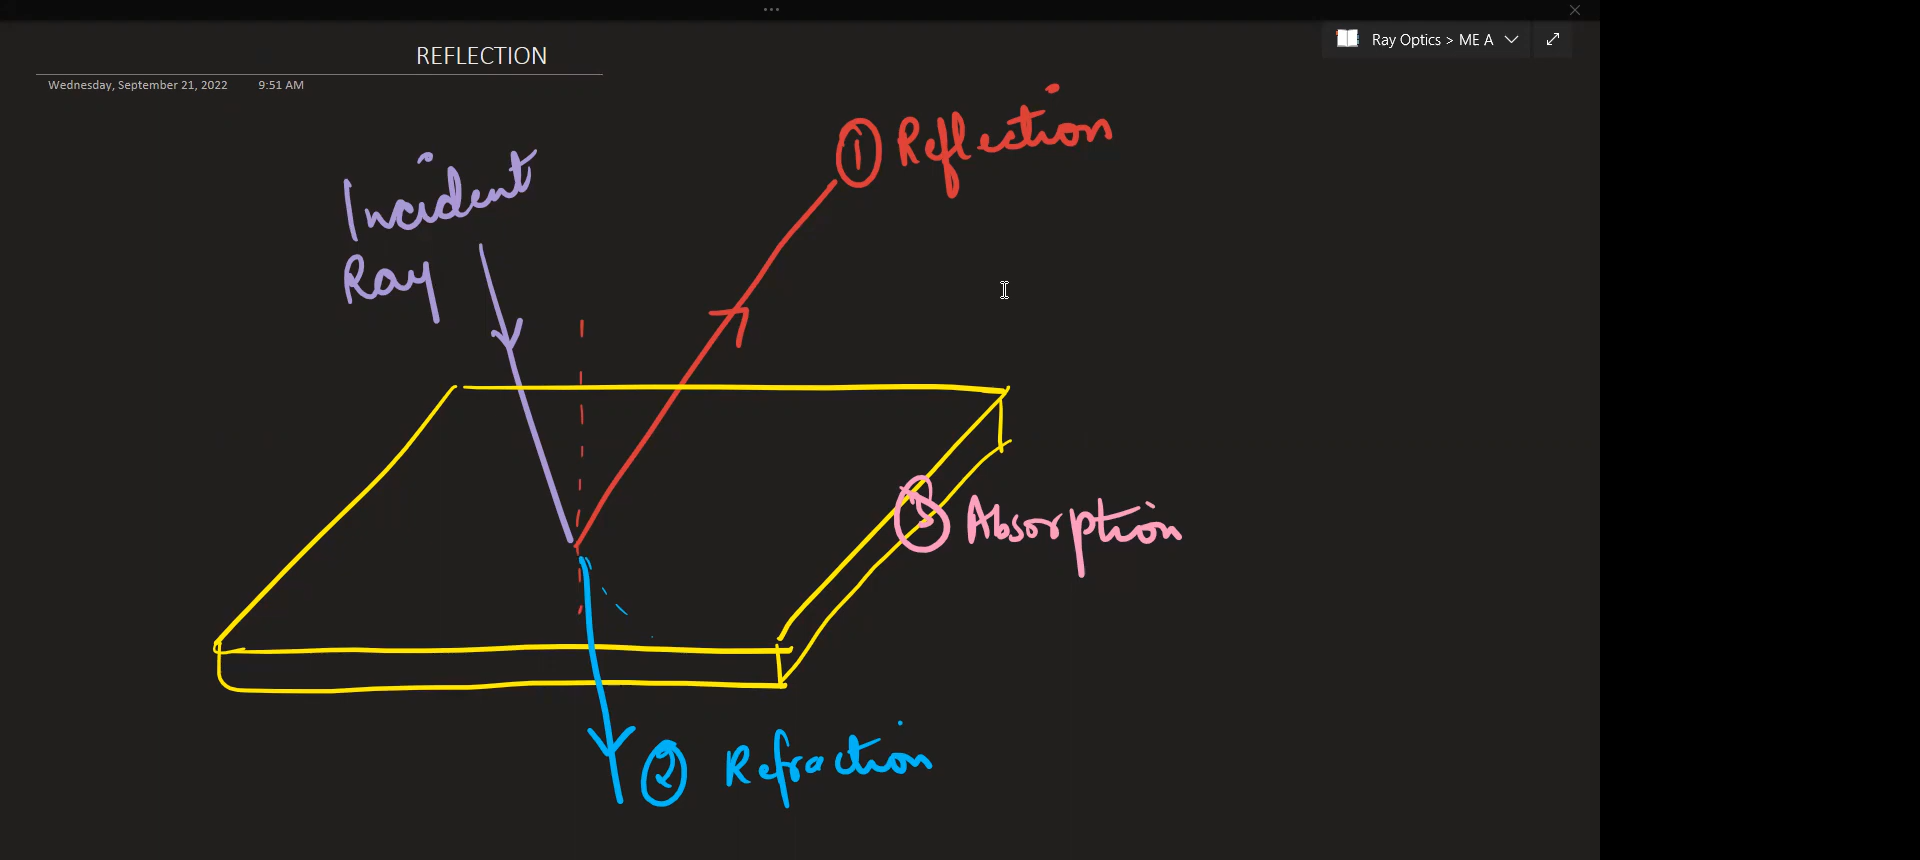 Ray Optics > ME A
REFLECTION
Wednesday, September 21, 2022 9:51 AM
① Reflection
Incident
Ray
③ Absorption
② Refraction